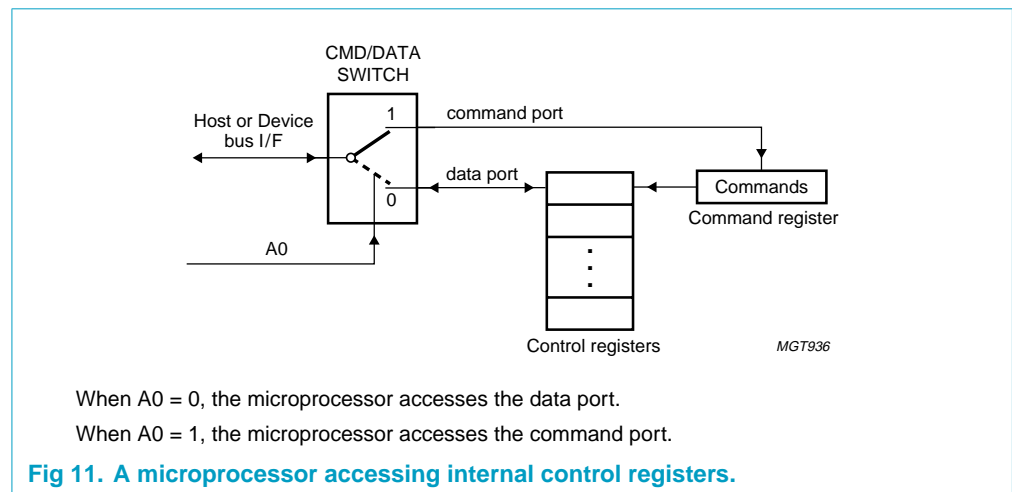 CMD/DATA
SWITCH
1
command port
Host or Device
bus I/F
data port
Commands
0
Command register
A0
Control registers
MGT936
When A0 = 0, the microprocessor accesses the data port.
When A0 = 1, the microprocessor accesses the command port.
Fig 11. A microprocessor accessing internal control registers.